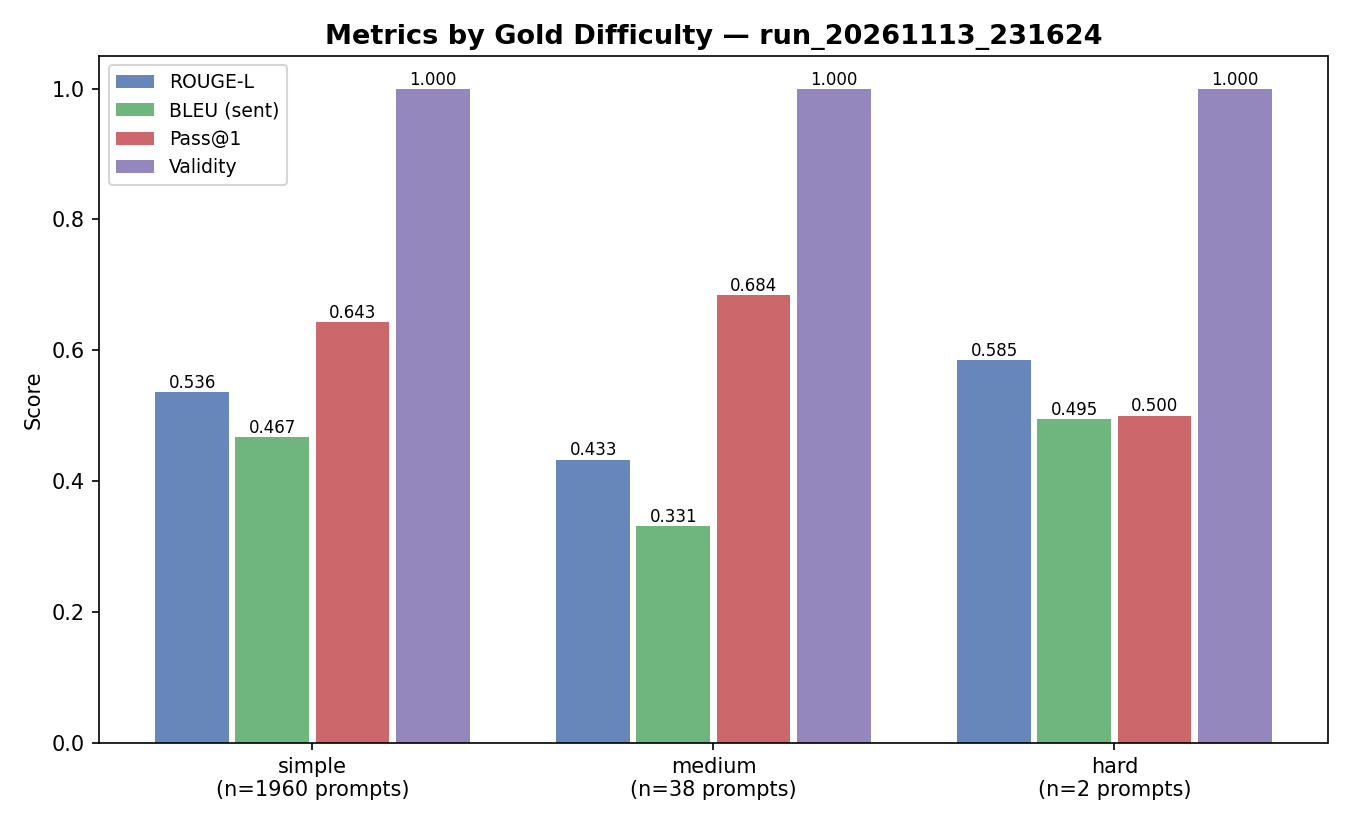 Metrics by Gold Difficulty — run_20261113_231624
ROUGE-L
BLEU (sent)
Pass@1
Validity
Score
1.0
0.8
0.6
0.4
0.2
0.0
0.536
0.467
0.643
1.000
0.433
0.331
0.684
1.000
0.585
0.495
0.500
1.000
simple
(n=1960 prompts)
medium
(n=38 prompts)
hard
(n=2 prompts)